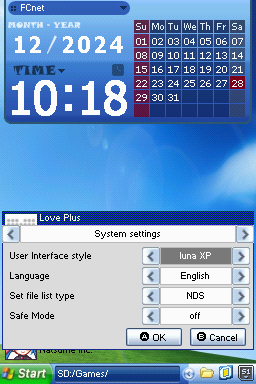 FCnet
MONTH - YEAR
12/2024
TIME
10:18
Su Mo Tu We Th Fr Sa
01 02 03 04 05 06 07
08 09 10 11 12 13 14
15 16 17 18 19 20 21
22 23 24 25 26 27 28
29 30 31
Love Plus
System settings
User Interface style
luna XP
Language
English
Set file list type
NDS
Safe Mode
off
A OK
B Cancel
Natsume Inc.
Start
SD:/Games/
S1